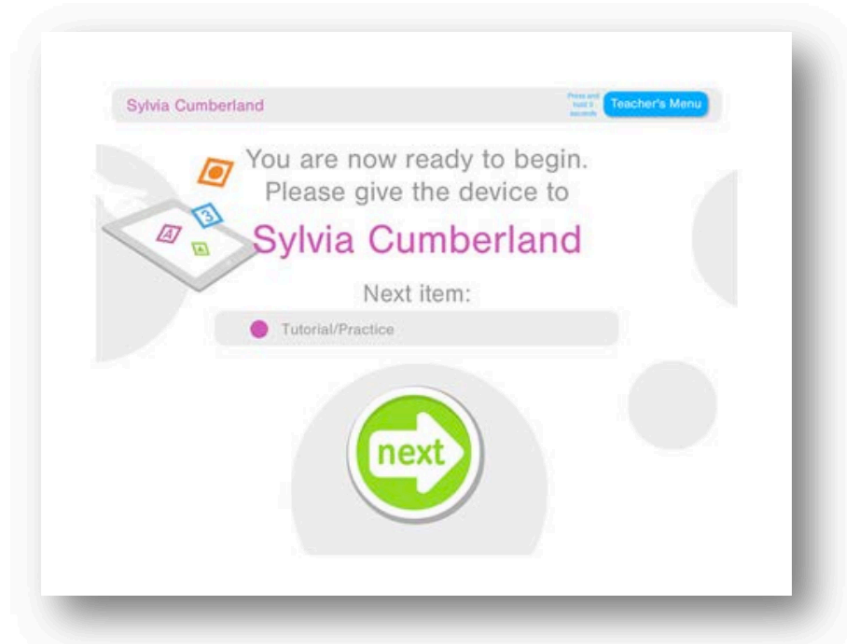 Sylvia Cumberland
Press and
hold 3
seconds
Teacher's Menu
You are now ready to begin.
Please give the device to
Sylvia Cumberland
A
3
Next item:
Tutorial/Practice
next